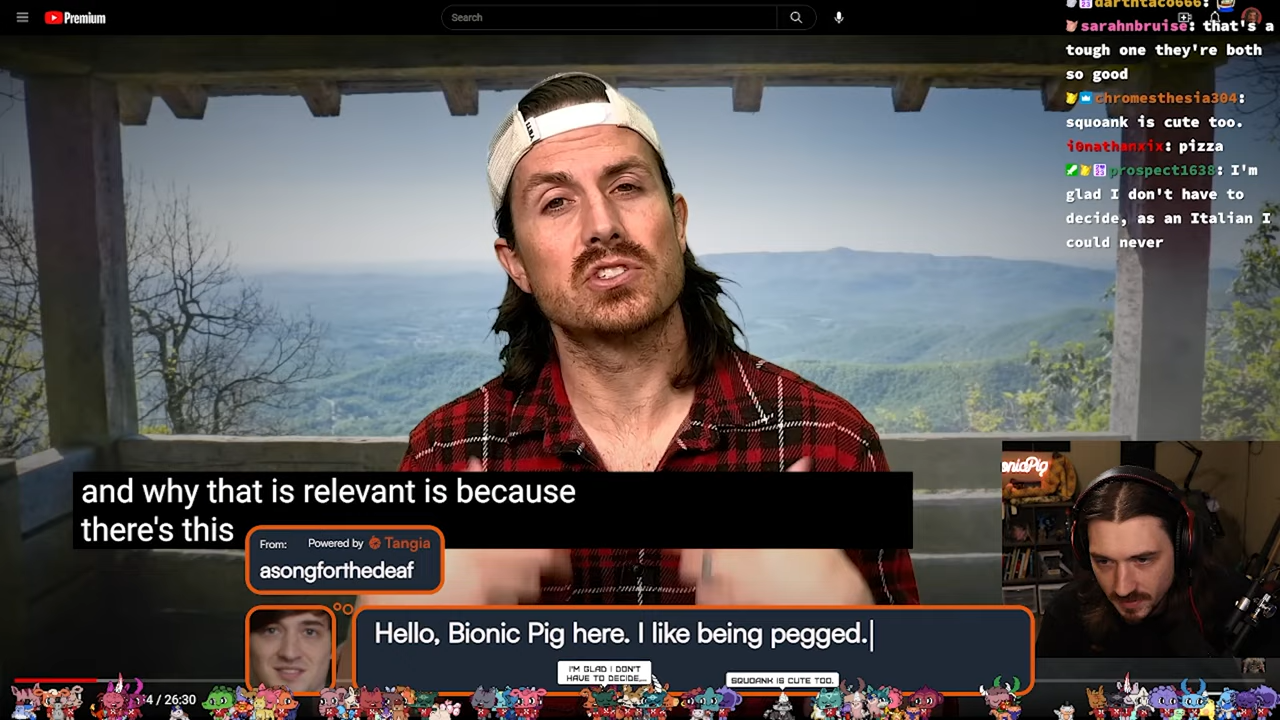 Premium
Search
darthtaco666:
sarahnbruise: that's a
tough one they're both
so good
chromesthesia304:
squoank is cute too.
i0nathanxix: pizza
prospect1638: I'm
glad I don't have to
decide, as an Italian I
could never
and why that is relevant is because
there's this
From: Powered by Tangia
asongforthedeaf
Hello, Bionic Pig here. I like being pegged.
I'M GLAD I DON'T
HAVE TO DECIDE,...
SQUOANK IS CUTE TOO.
/ 26:30